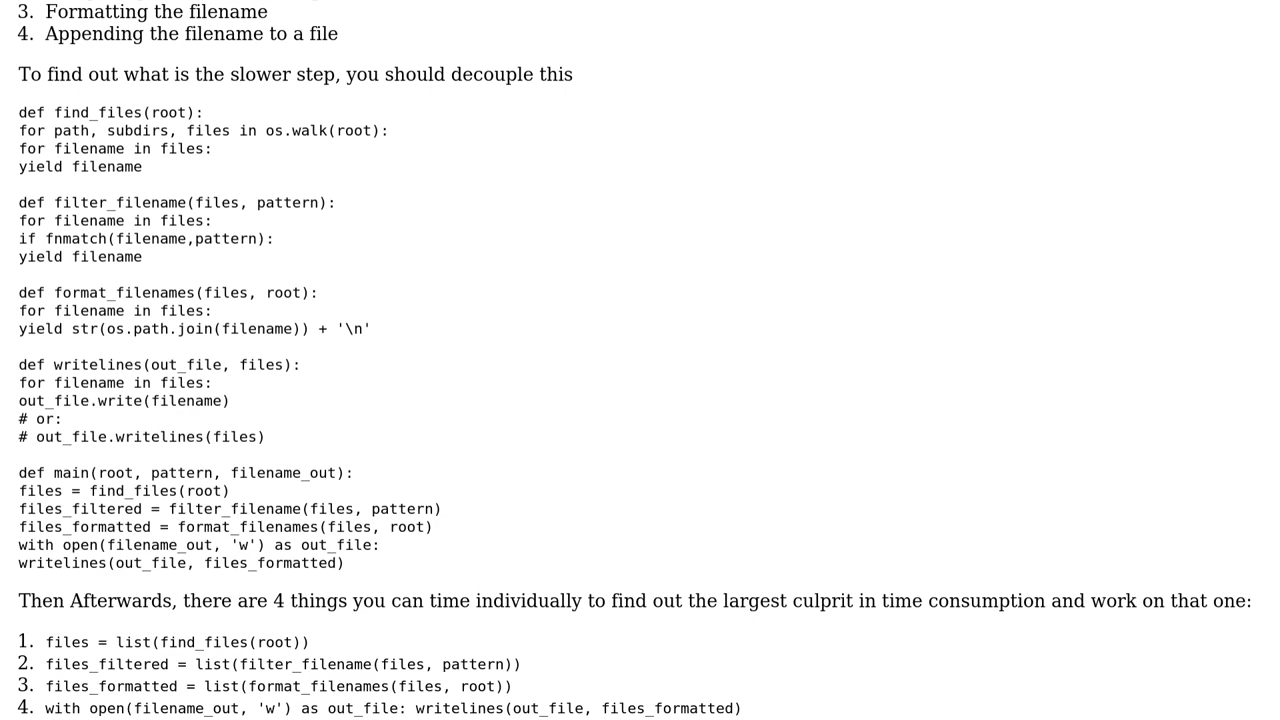 3. Formatting the filename
4. Appending the filename to a file
To find out what is the slower step, you should decouple this
def find_files(root):
for path, subdirs, files in os.walk(root):
for filename in files:
yield filename
def filter_filename(files, pattern):
for filename in files:
if fnmatch(filename,pattern):
yield filename
def format_filenames(files, root):
for filename in files:
yield str(os.path.join(filename)) + '\n'
def writelines(out_file, files):
for filename in files:
out_file.write(filename)
# or:
# out_file.writelines(files)
def main(root, pattern, filename_out):
files = find_files(root)
files_filtered = filter_filename(files, pattern)
files_formatted = format_filenames(files, root)
with open(filename_out, 'w') as out_file:
writelines(out_file, files_formatted)
Then Afterwards, there are 4 things you can time individually to find out the largest culprit in time consumption and work on that one:
1. files = list(find_files(root))
2. files_filtered = list(filter_filename(files, pattern))
3. files_formatted = list(format_filenames(files, root))
4. with open(filename_out, 'w') as out_file: writelines(out_file, files_formatted)